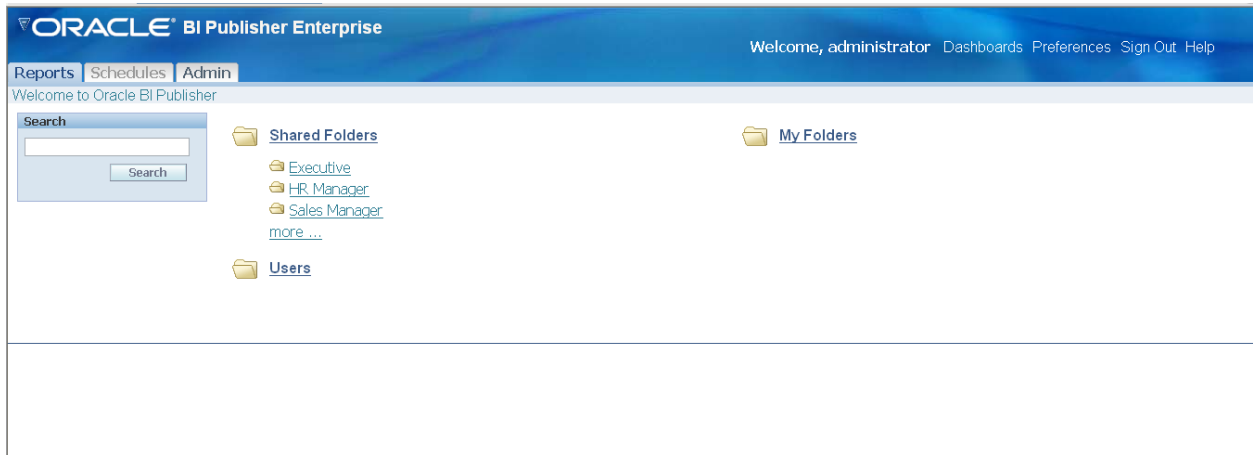 ORACLE® BI Publisher Enterprise
Welcome, administrator Dashboards Preferences Sign Out Help
Reports Schedules Admin
Welcome to Oracle BI Publisher
Search
Search
Shared Folders
Executive
HR Manager
Sales Manager
more ...
Users
My Folders